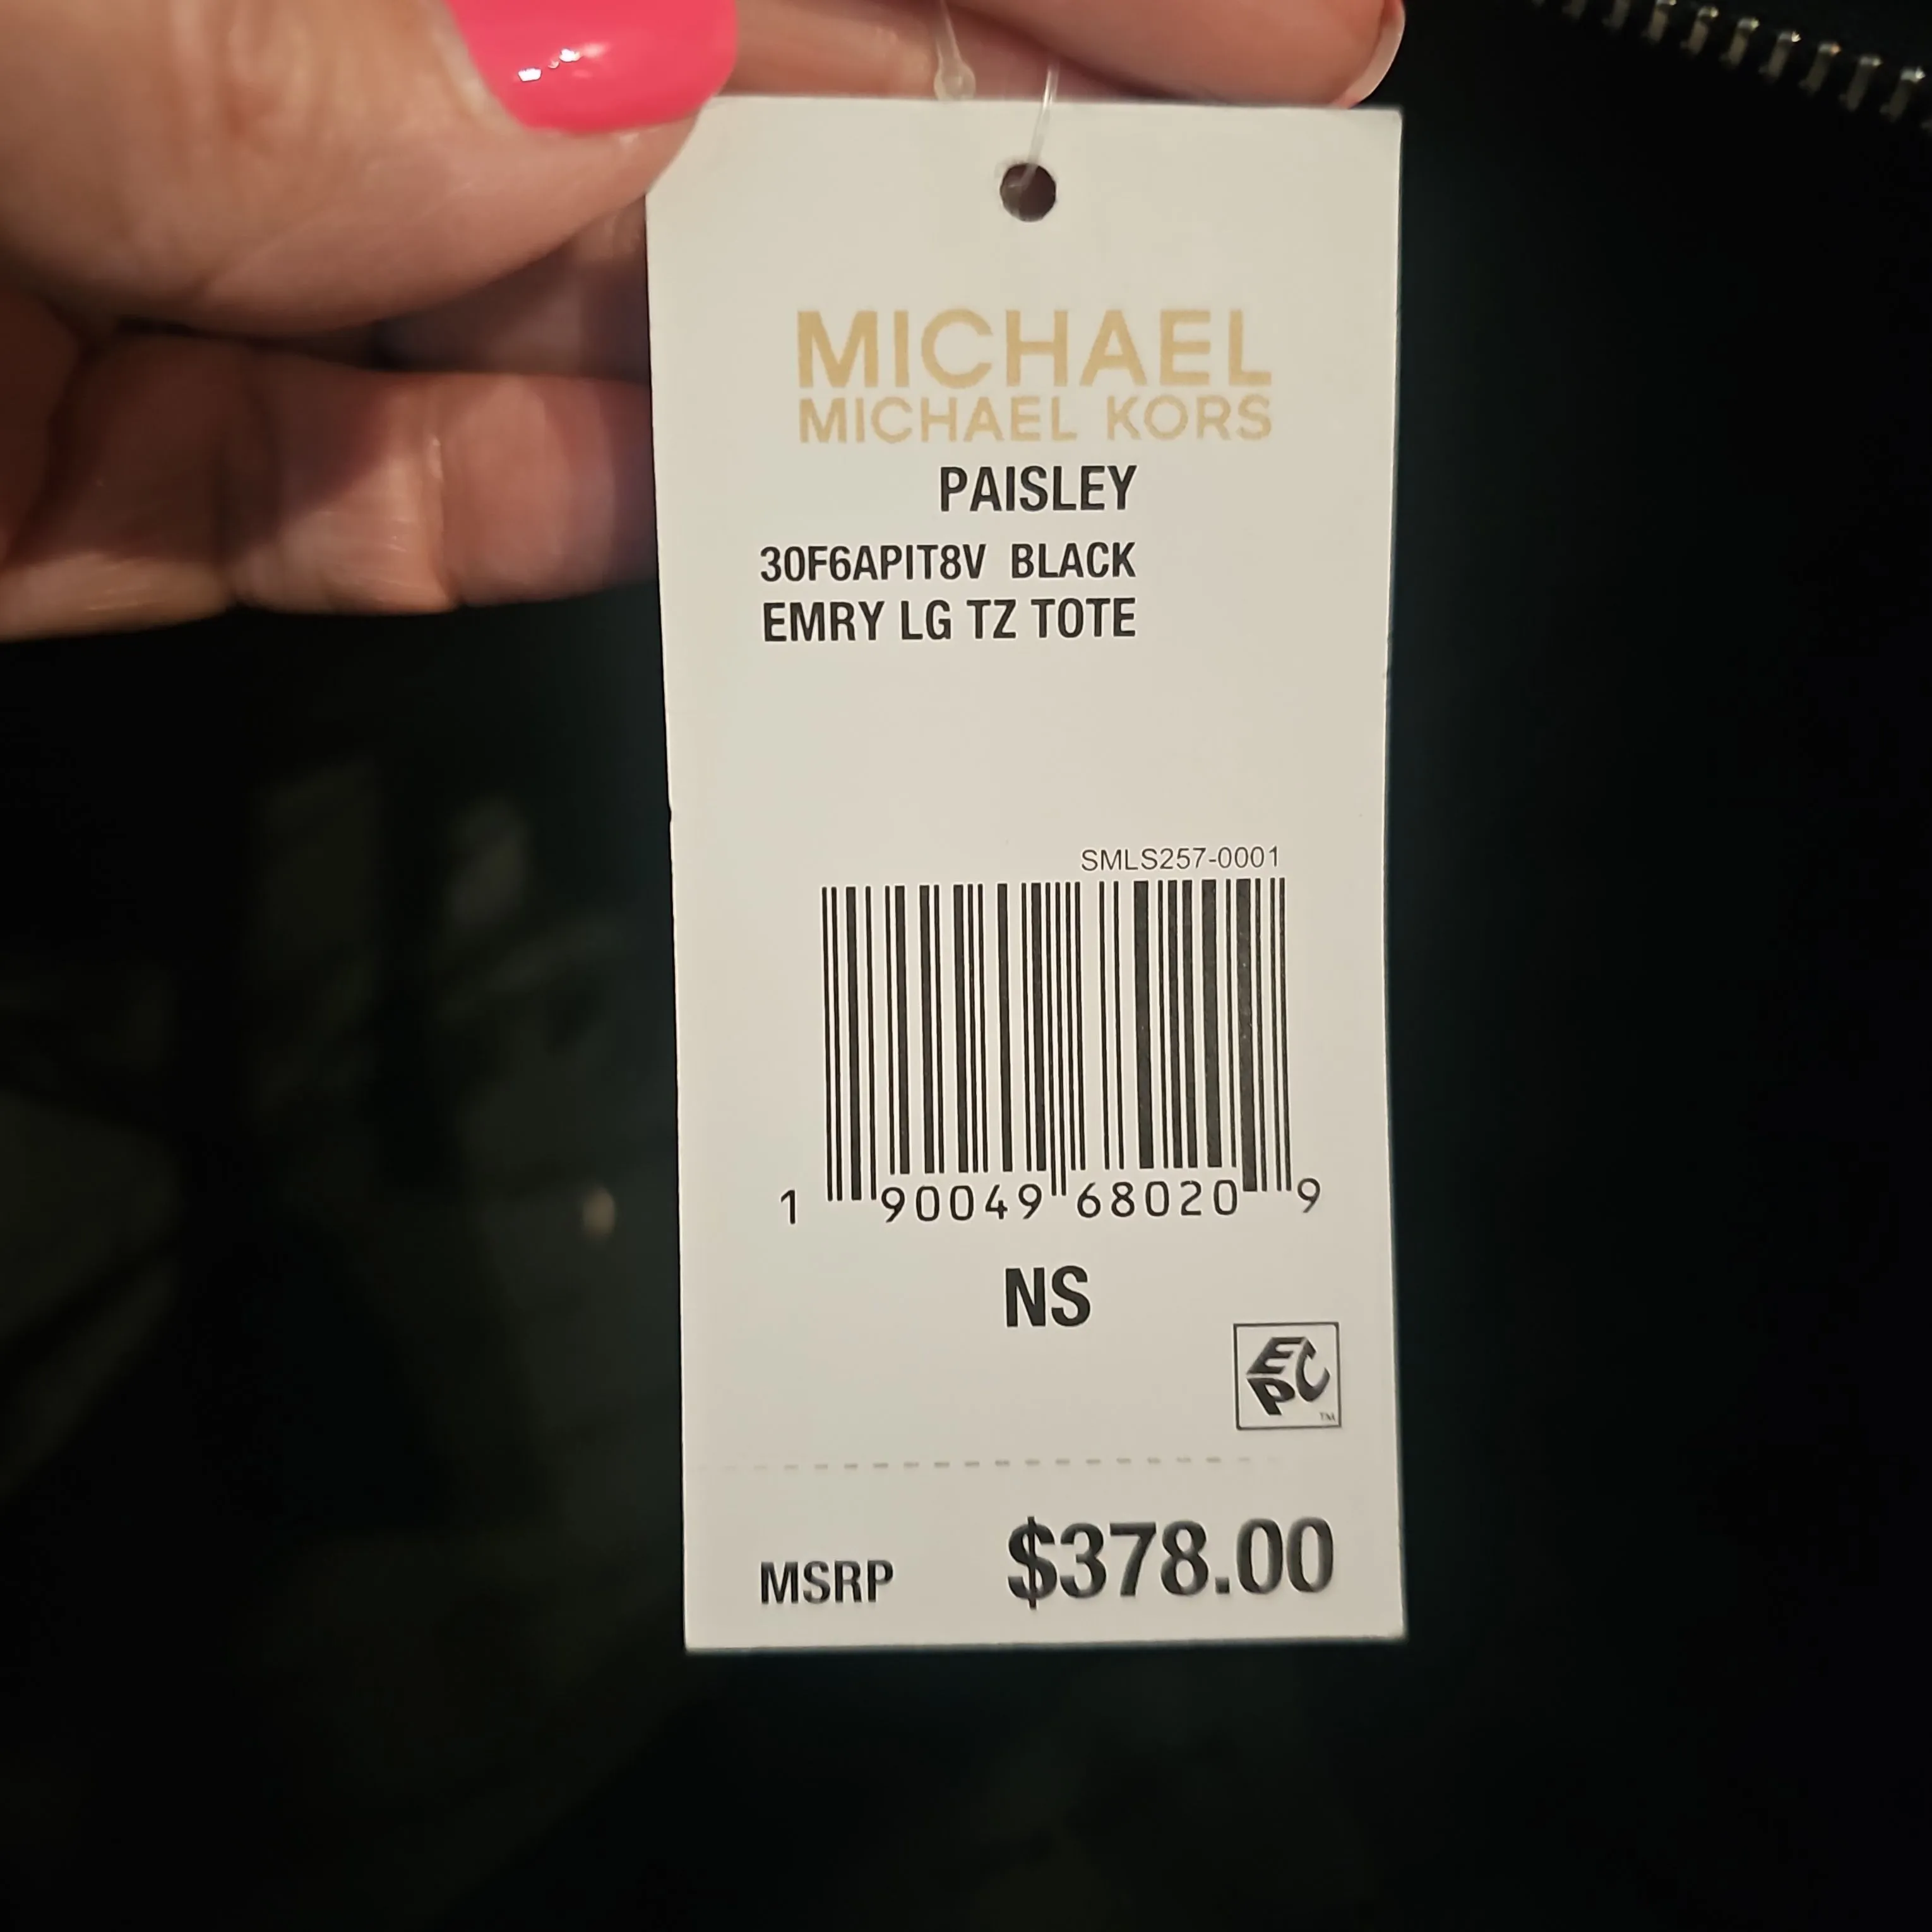 MICHAEL
MICHAEL KORS
PAISLEY
30F6APIT8V BLACK
EMRY LG TZ TOTE
SMLS257-0001
1 90049 68020 9
NS
EPC
TM
MSRP $378.00